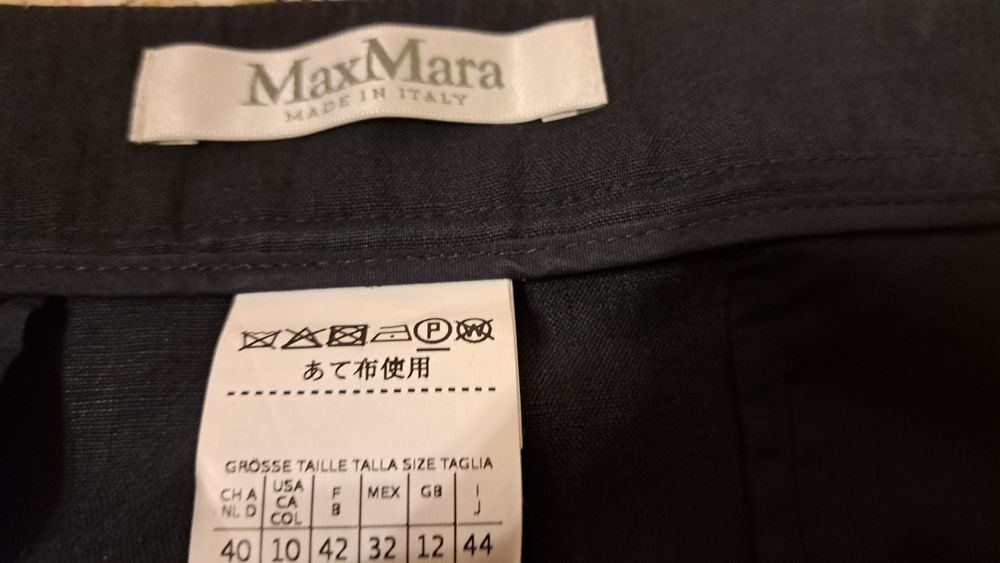 MaxMara
MADE IN ITALY
P W
あて布使用
GRÖSSE TAILLE TALLA SIZE TAGLIA
CH A NL D USA CA COL F B MEX GB I J
40 10 42 32 12 44